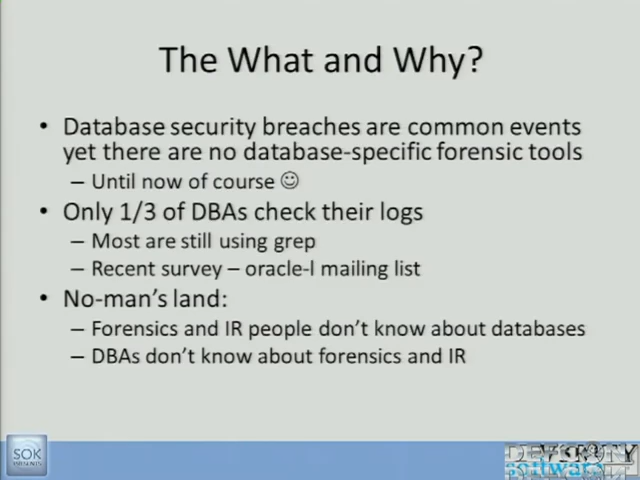 The What and Why?
• Database security breaches are common events
yet there are no database-specific forensic tools
– Until now of course ☺
• Only 1/3 of DBAs check their logs
– Most are still using grep
– Recent survey – oracle-l mailing list
• No-man's land:
– Forensics and IR people don't know about databases
– DBAs don't know about forensics and IR
SOK
software